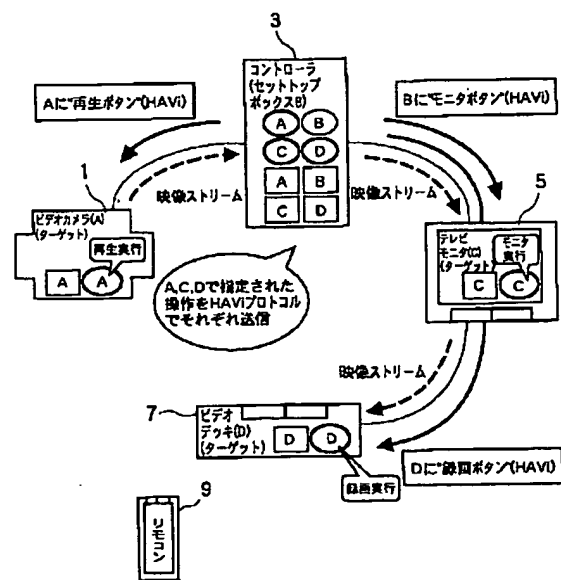 3
コントローラ
(セットトップ
ボックスB)
A B
C D
A B
C D
Aに"再生ボタン"(HAVi)
Bに"モニタボタン"(HAVi)
1
映像ストリーム
映像ストリーム
5
ビデオカメラ(A)
(ターゲット)
再生実行
A A
テレビ
モニタ(C)
(ターゲット)
モニタ
実行
C C
A,C,Dで指定された
操作をHAViプロトコル
でそれぞれ送信
映像ストリーム
7
ビデオ
デッキ(D)
(ターゲット)
D D
録画実行
Dに"録画ボタン"(HAVi)
9
リモコン